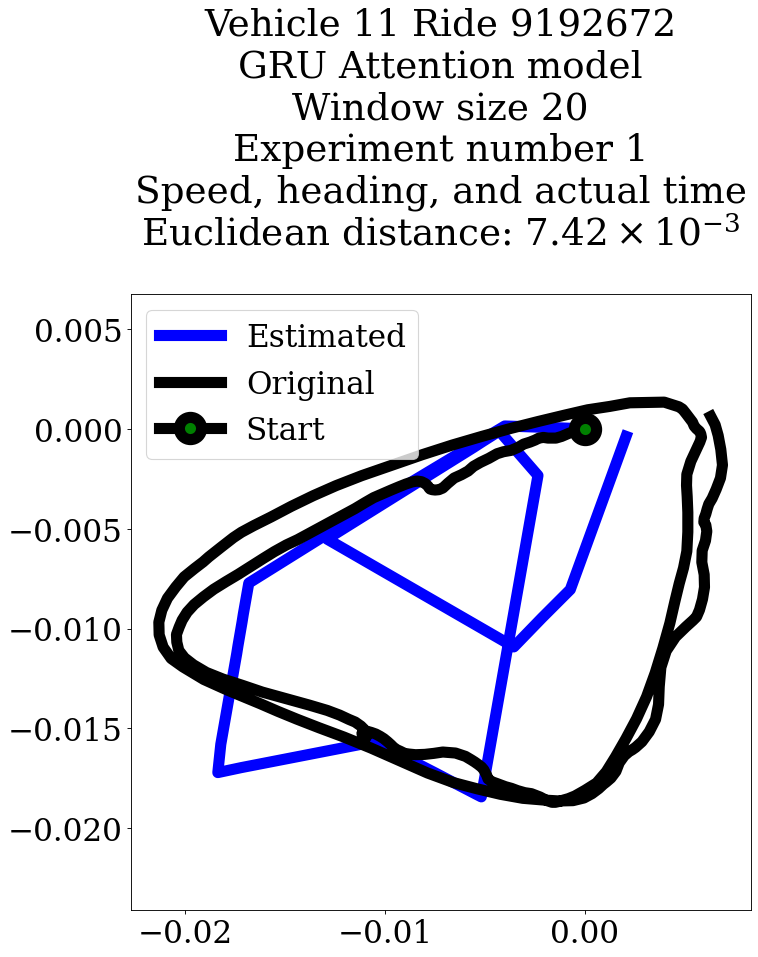 Vehicle 11 Ride 9192672
GRU Attention model
Window size 20
Experiment number 1
Speed, heading, and actual time
Euclidean distance: 7.42 × 10⁻³
Estimated
Original
Start
0.005
0.000
−0.005
−0.010
−0.015
−0.020
−0.02
−0.01
0.00